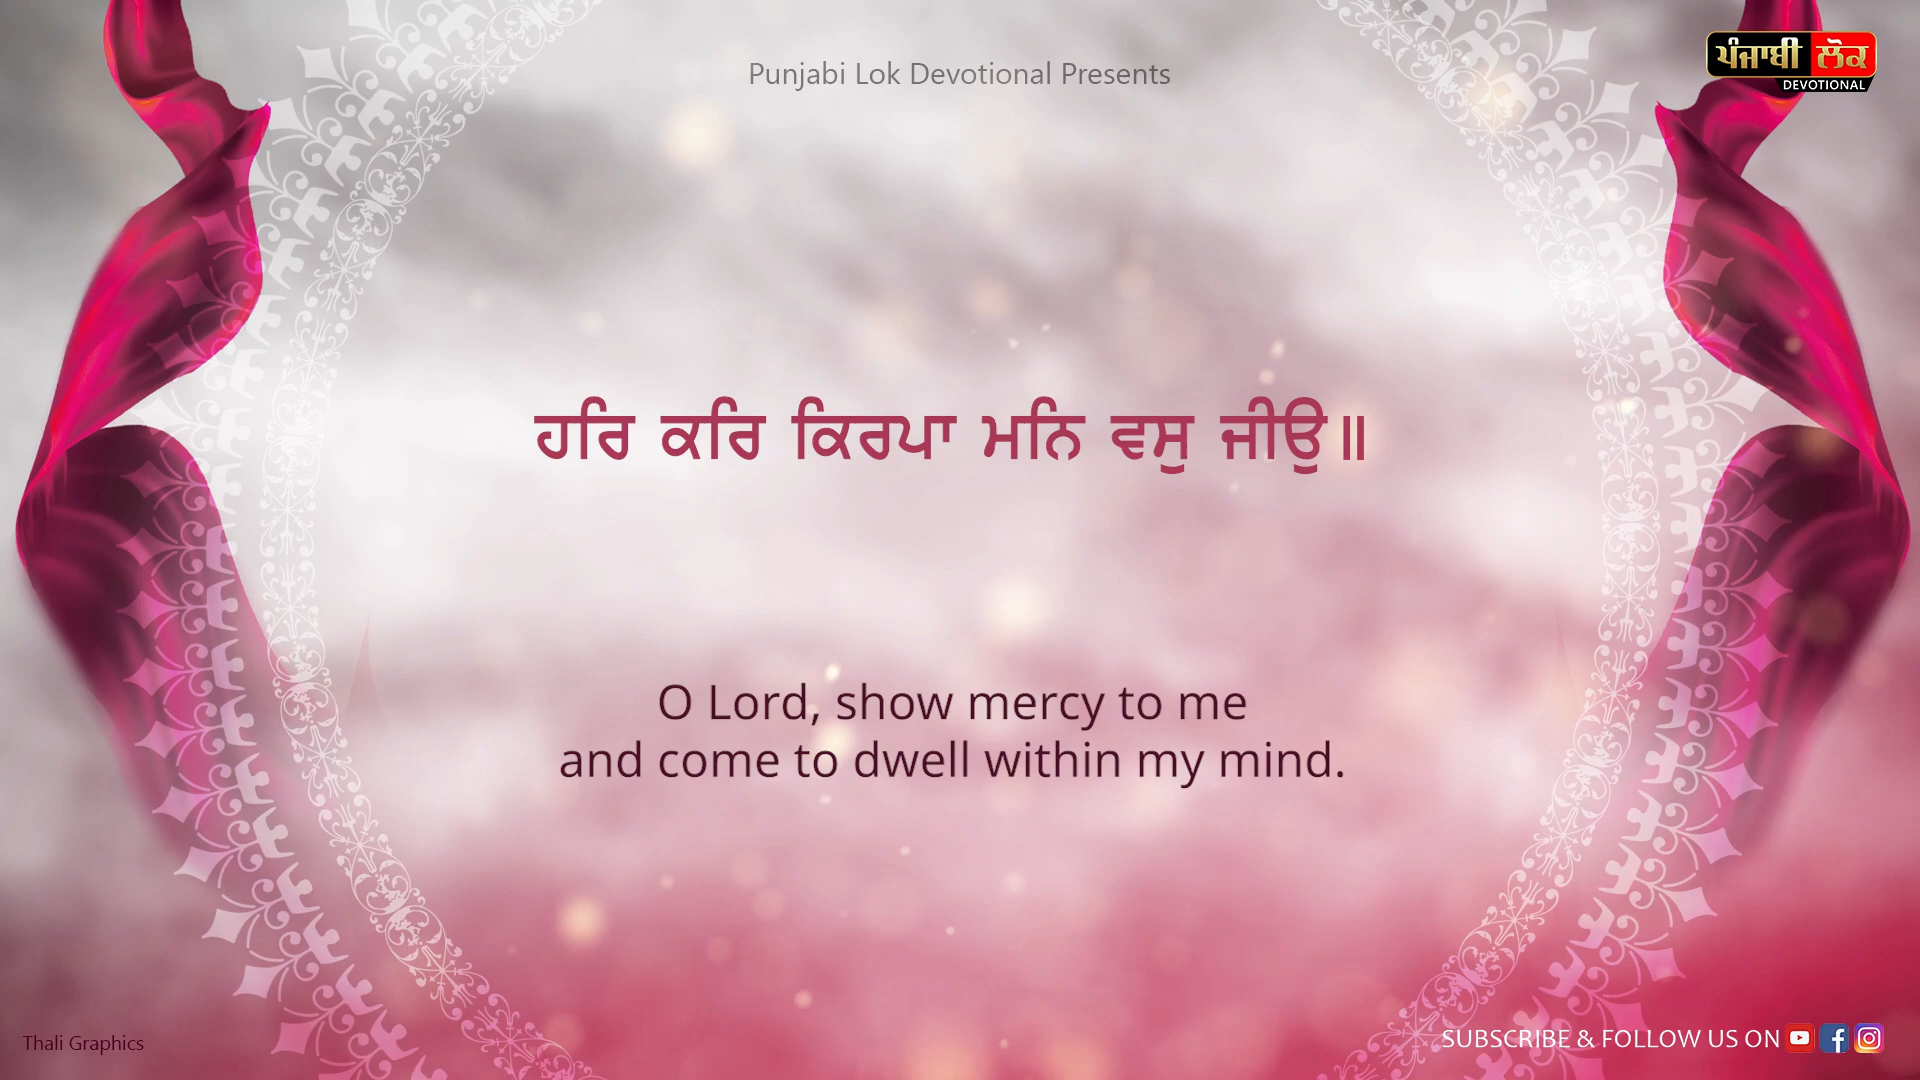 Punjabi Lok Devotional Presents
ਪੰਜਾਬੀ ਲੋਕ
DEVOTIONAL
ਹਰਿ ਕਰਿ ਕਿਰਪਾ ਮਨਿ ਵਸੁ ਜੀਉ॥
O Lord, show mercy to me
and come to dwell within my mind.
Thali Graphics
SUBSCRIBE & FOLLOW US ON